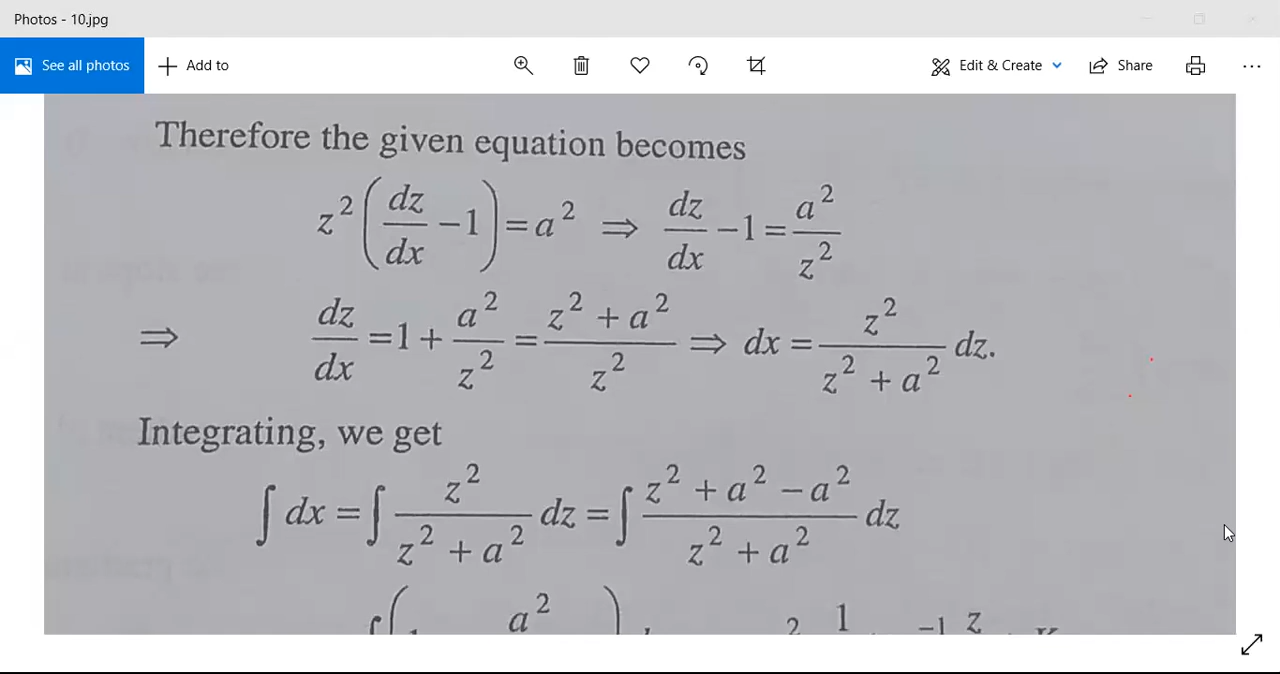 Photos - 10.jpg
See all photos
Add to
Edit & Create
Share
Therefore the given equation becomes
z² (dz/dx − 1) = a² ⇒ dz/dx − 1 = a²/z²
⇒ dz/dx = 1 + a²/z² = (z² + a²)/z² ⇒ dx = z²/(z² + a²) dz.
Integrating, we get
∫ dx = ∫ z²/(z² + a²) dz = ∫ (z² + a² − a²)/(z² + a²) dz